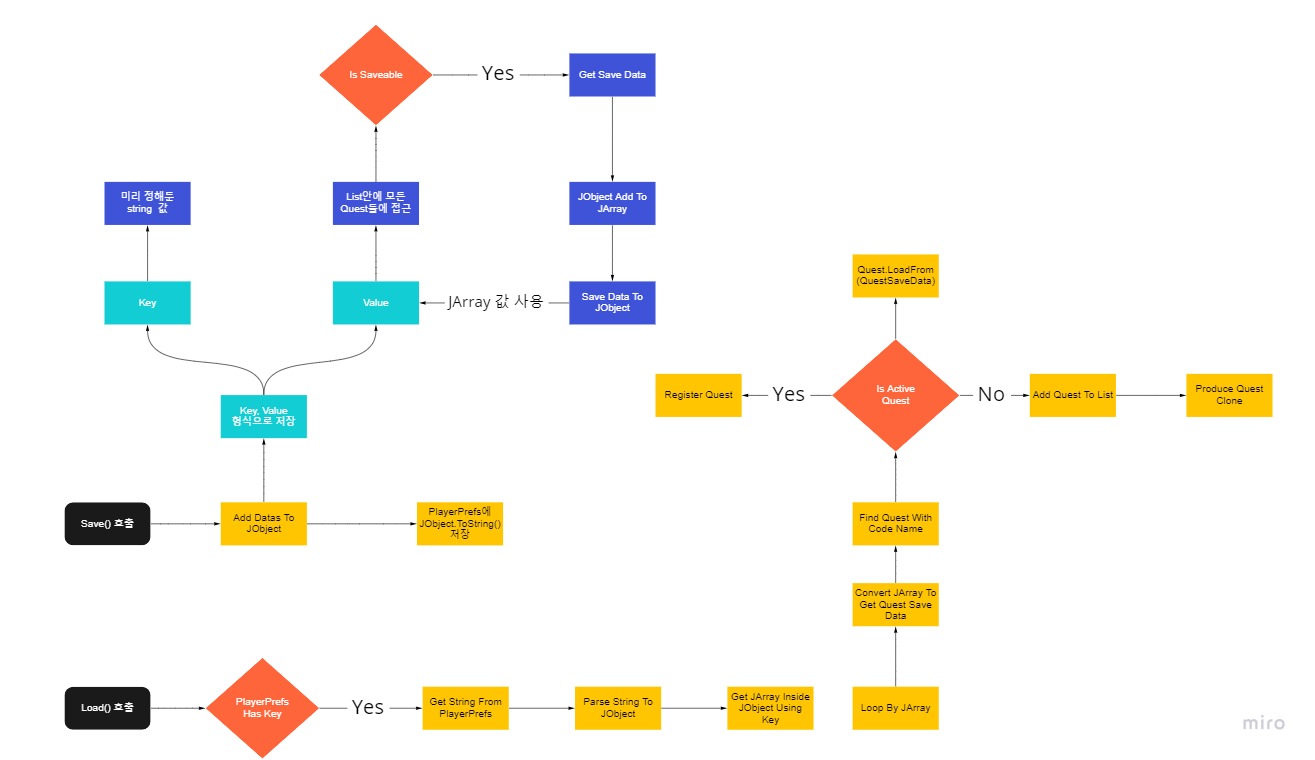 Is Saveable
Yes
Get Save Data
미리 정해둔
string 값
List안에 모든
Quest들에 접근
JObject Add To
JArray
Key
Value
JArray 값 사용
Save Data To
JObject
Key, Value
형식으로 저장
Save() 호출
Add Datas To
JObject
PlayerPrefs에
JObject.ToString()
저장
Quest.LoadFrom
(QuestSaveData)
Register Quest
Yes
Is Active
Quest
No
Add Quest To List
Produce Quest
Clone
Find Quest With
Code Name
Convert JArray To
Get Quest Save
Data
Load() 호출
PlayerPrefs
Has Key
Yes
Get String From
PlayerPrefs
Parse String To
JObject
Get JArray Inside
JObject Using
Key
Loop By JArray
miro